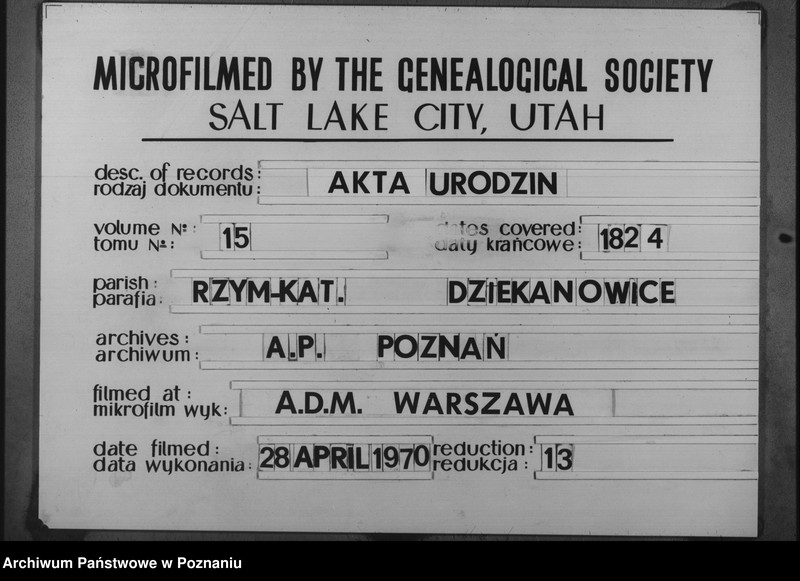 MICROFILMED BY THE GENEALOGICAL SOCIETY
SALT LAKE CITY, UTAH
desc. of records: AKTA URODZIN
rodzaj dokumentu:
volume №: 15 dates covered: 1824
tomu №: daty krańcowe:
parish: RZYM-KAT. DZIEKANOWICE
parafia:
archives: A.P. POZNAŃ
archiwum:
filmed at: A.D.M. WARSZAWA
mikrofilm wyk:
date filmed: 28 APRIL 1970 reduction: 13
data wykonania: redukcja:
Archiwum Państwowe w Poznaniu